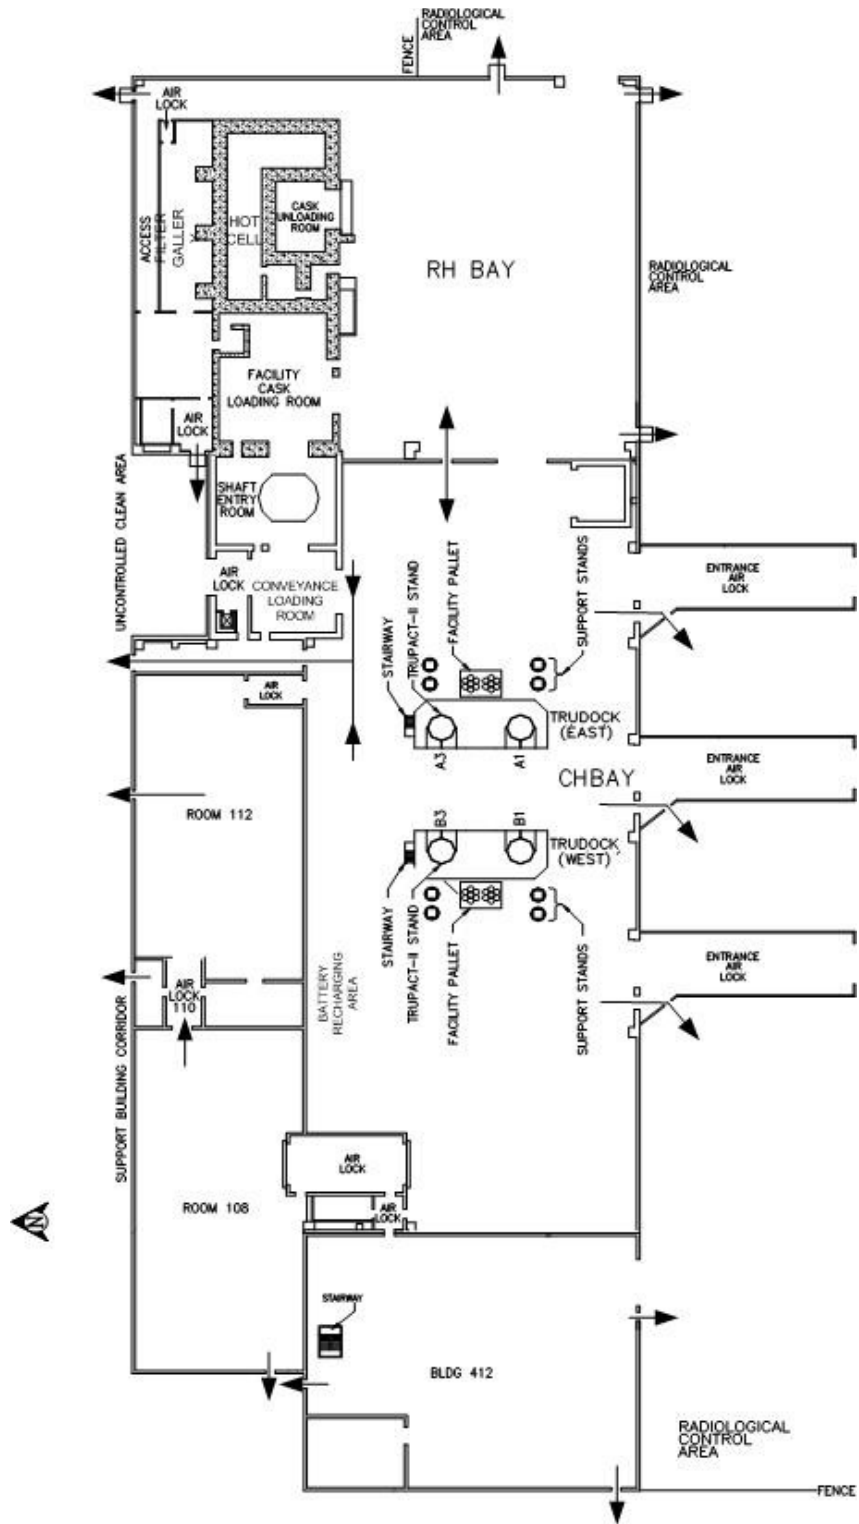 RADIOLOGICAL
CONTROL
AREA
FENCE
AIR
LOCK
ACCESS
FILTER
GALLER
Y
HOT
CELL
CASK
UNLOADING
ROOM
RH BAY
RADIOLOGICAL
CONTROL
AREA
FACILITY
CASK
LOADING ROOM
AIR
LOCK
UNCONTROLLED CLEAN AREA
SHAFT
ENTRY
ROOM
AIR
LOCK
CONVEYANCE
LOADING
ROOM
STAIRWAY
TRUPACT-II STAND
FACILITY PALLET
SUPPORT STANDS
ENTRANCE
AIR
LOCK
AIR
LOCK
TRUDOCK
(EAST)
A3
A1
ENTRANCE
AIR
LOCK
CHBAY
ROOM 112
B3
B1
TRUDOCK
(WEST)
STAIRWAY
TRUPACT-II STAND
FACILITY PALLET
SUPPORT STANDS
ENTRANCE
AIR
LOCK
BATTERY
RECHARGING
AREA
AIR
LOCK
110
SUPPORT BUILDING CORRIDOR
AIR
LOCK
ROOM 108
AIR
LOCK
N
STAIRWAY
BLDG 412
RADIOLOGICAL
CONTROL
AREA
FENCE